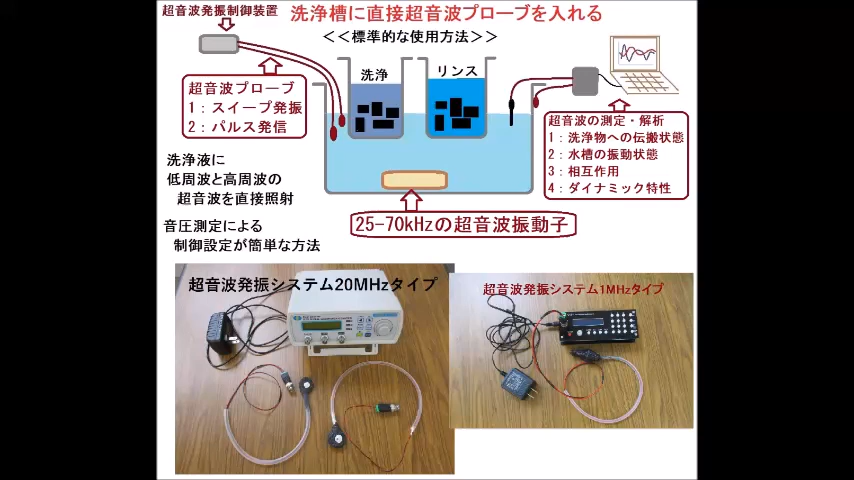 超音波発振制御装置
洗浄槽に直接超音波プローブを入れる
<<標準的な使用方法>>
洗浄
リンス
超音波プローブ
1：スイープ発振
2：パルス発信
超音波の測定・解析
1：洗浄物への伝搬状態
2：水槽の振動状態
3：相互作用
4：ダイナミック特性
洗浄液に
低周波と高周波の
超音波を直接照射
音圧測定による
制御設定が簡単な方法
25-70kHzの超音波振動子
超音波発振システム20MHzタイプ
超音波発振システム1MHzタイプ